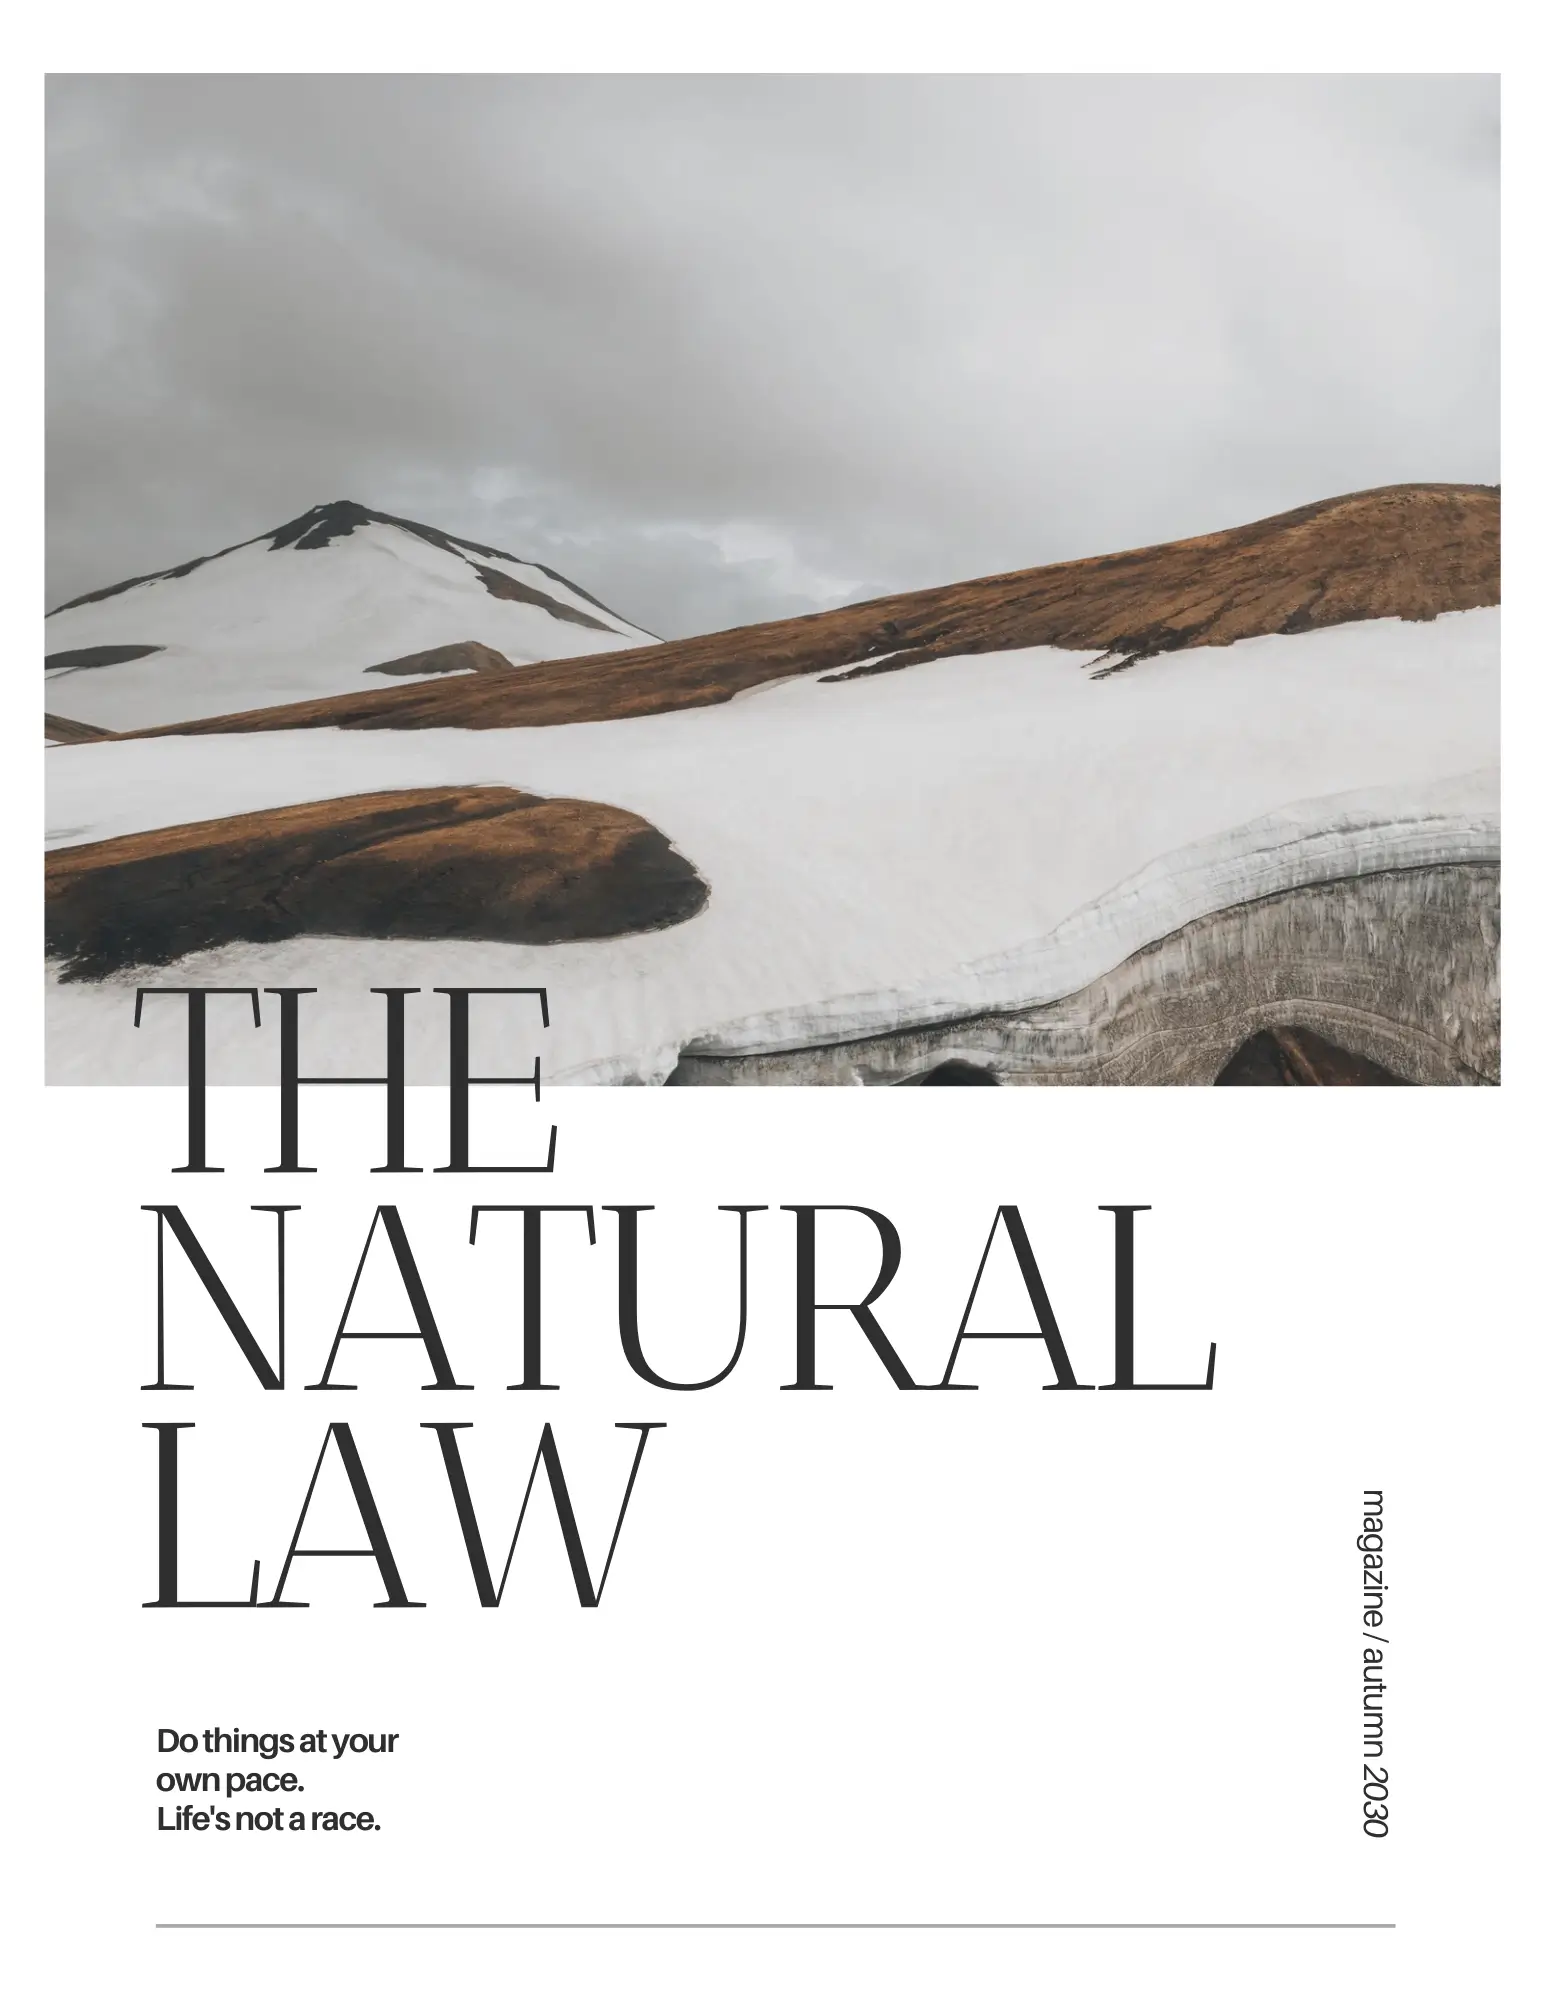 THE
NATURAL
LAW
magazine / autumn 2030
Do things at your
own pace.
Life's not a race.